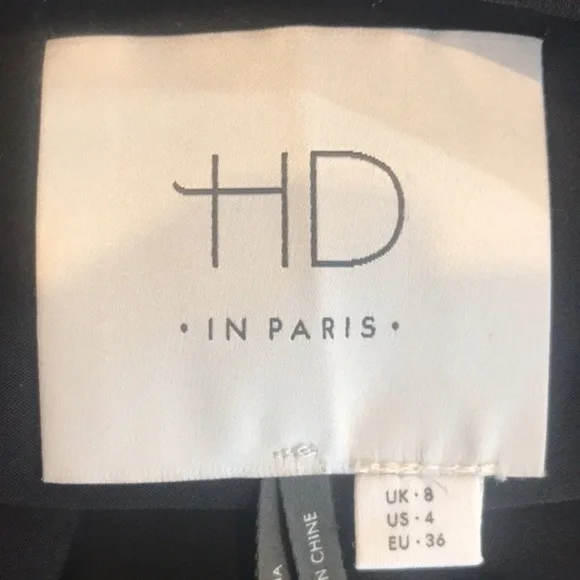 HD
• IN PARIS •
UK • 8
US • 4
EU • 36
N CHINE